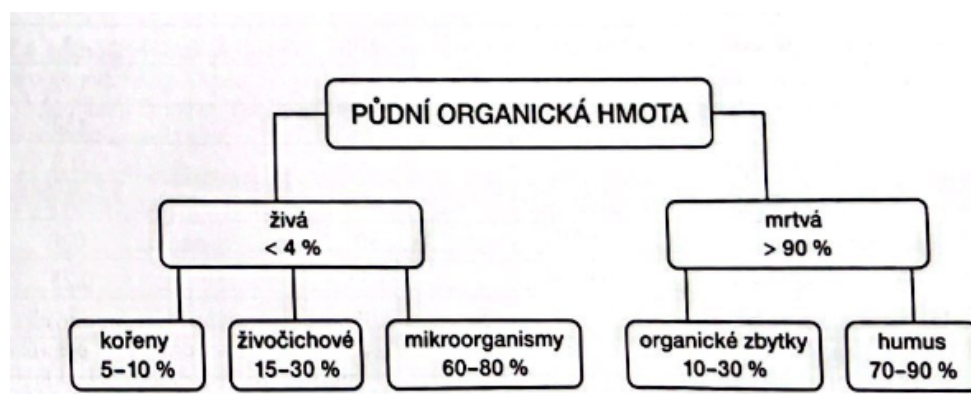 PŮDNÍ ORGANICKÁ HMOTA
živá
< 4 %
mrtvá
> 90 %
kořeny
5–10 %
živočichové
15–30 %
mikroorganismy
60–80 %
organické zbytky
10–30 %
humus
70–90 %